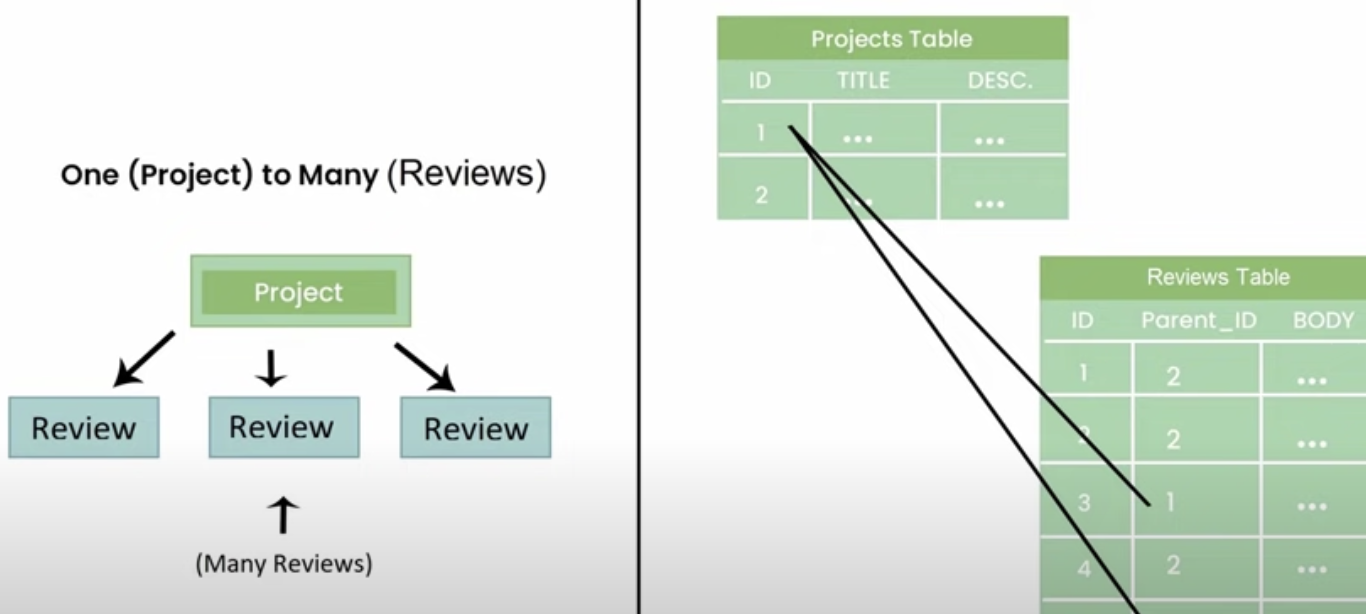 One (Project) to Many (Reviews)
Project
Review Review Review
(Many Reviews)
Projects Table
ID TITLE DESC.
1 ... ...
2 ... ...
Reviews Table
ID Parent_ID BODY
1 2 ...
2 2 ...
3 1 ...
4 2 ...